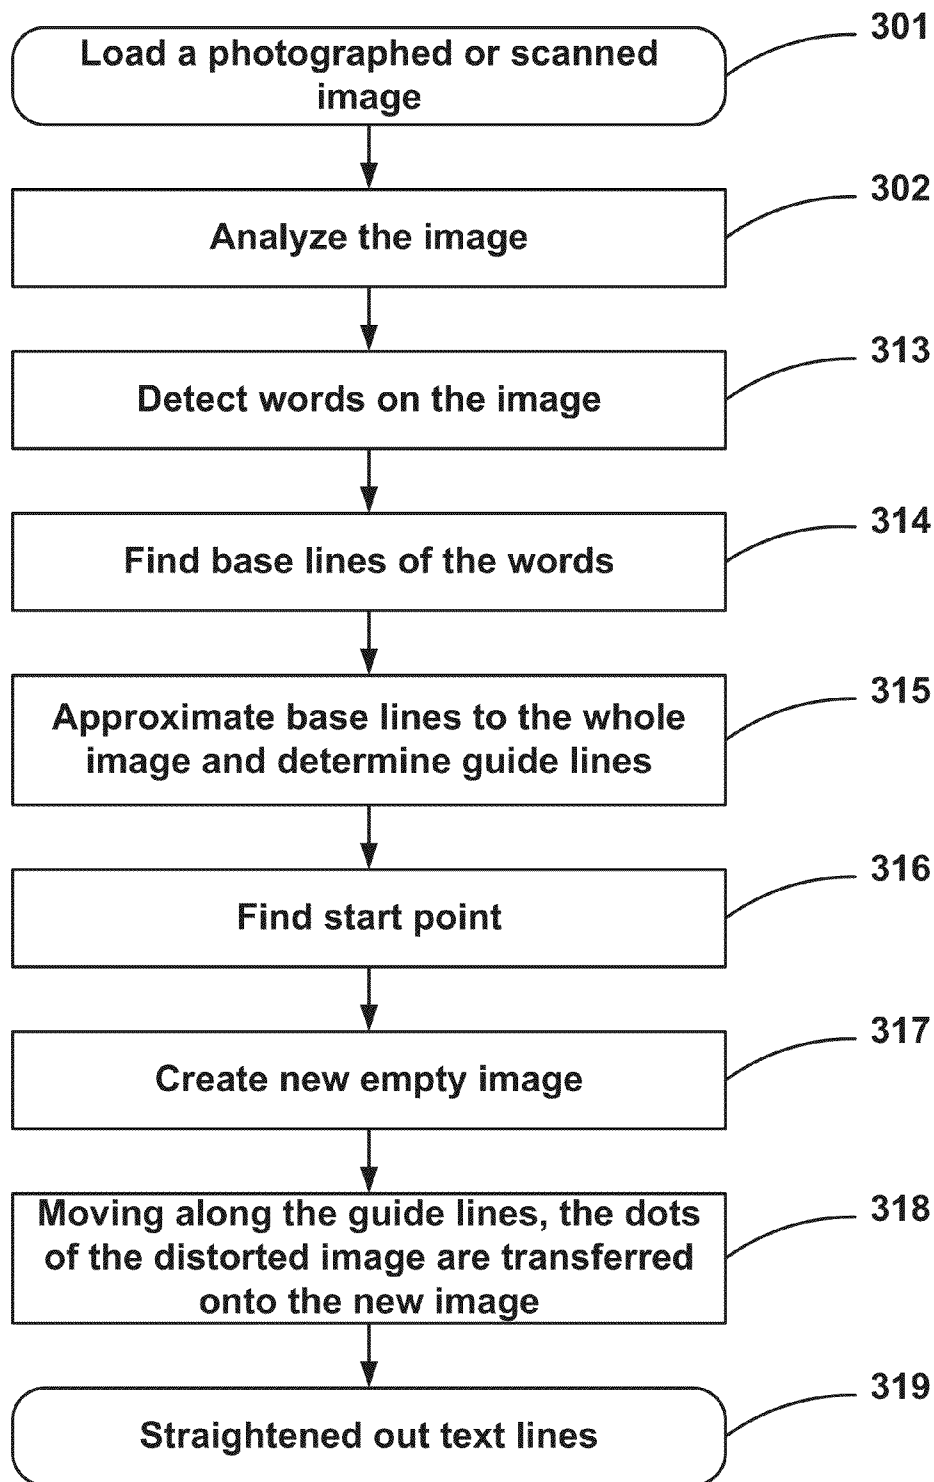 301
Load a photographed or scanned
image
302
Analyze the image
313
Detect words on the image
314
Find base lines of the words
315
Approximate base lines to the whole
image and determine guide lines
316
Find start point
317
Create new empty image
318
Moving along the guide lines, the dots
of the distorted image are transferred
onto the new image
319
Straightened out text lines